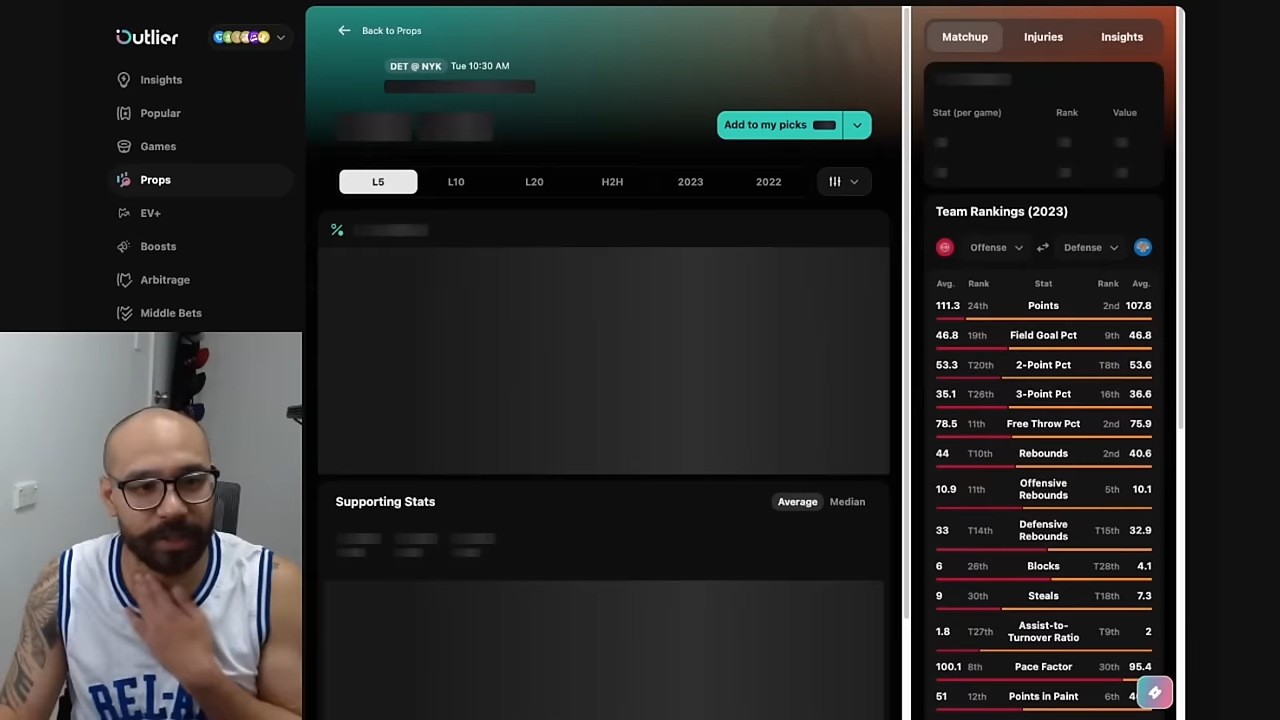 Outlier
Insights
Popular
Games
Props
EV+
Boosts
Arbitrage
Middle Bets
Back to Props
DET @ NYK Tue 10:30 AM
Add to my picks
L5 L10 L20 H2H 2023 2022
Supporting Stats
Average Median
Matchup Injuries Insights
Stat (per game) Rank Value
Team Rankings (2023)
Offense Defense
Avg. Rank Stat Rank Avg.
111.3 24th Points 2nd 107.8
46.8 19th Field Goal Pct 9th 46.8
53.3 T20th 2-Point Pct T8th 53.6
35.1 T26th 3-Point Pct 16th 36.6
78.5 11th Free Throw Pct 2nd 75.9
44 T10th Rebounds 2nd 40.6
10.9 11th Offensive Rebounds 5th 10.1
33 T14th Defensive Rebounds T15th 32.9
6 26th Blocks T28th 4.1
9 30th Steals T18th 7.3
1.8 T27th Assist-to-Turnover Ratio T9th 2
100.1 8th Pace Factor 30th 95.4
51 12th Points in Paint 6th
BEL-A